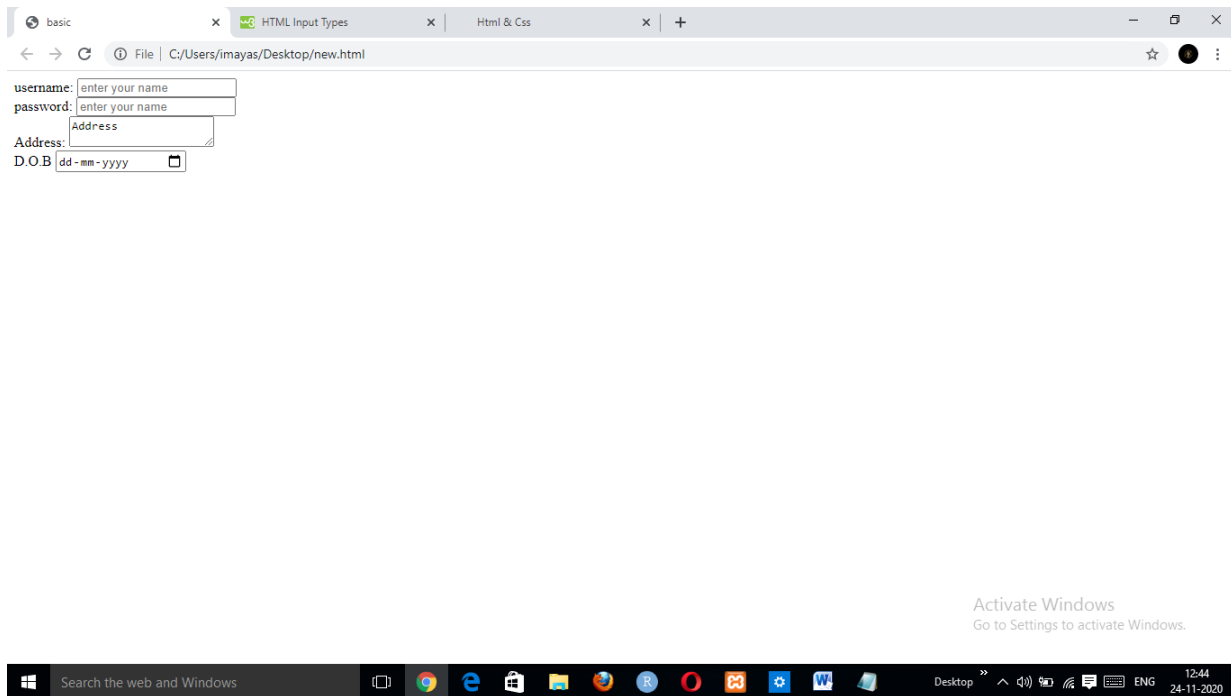 basic HTML Input Types Html & Css
File C:/Users/imayas/Desktop/new.html
username: enter your name
password: enter your name
Address: Address
D.O.B dd-mm-yyyy
Activate Windows
Go to Settings to activate Windows.
Search the web and Windows
Desktop ENG 12:44
24-11-2020